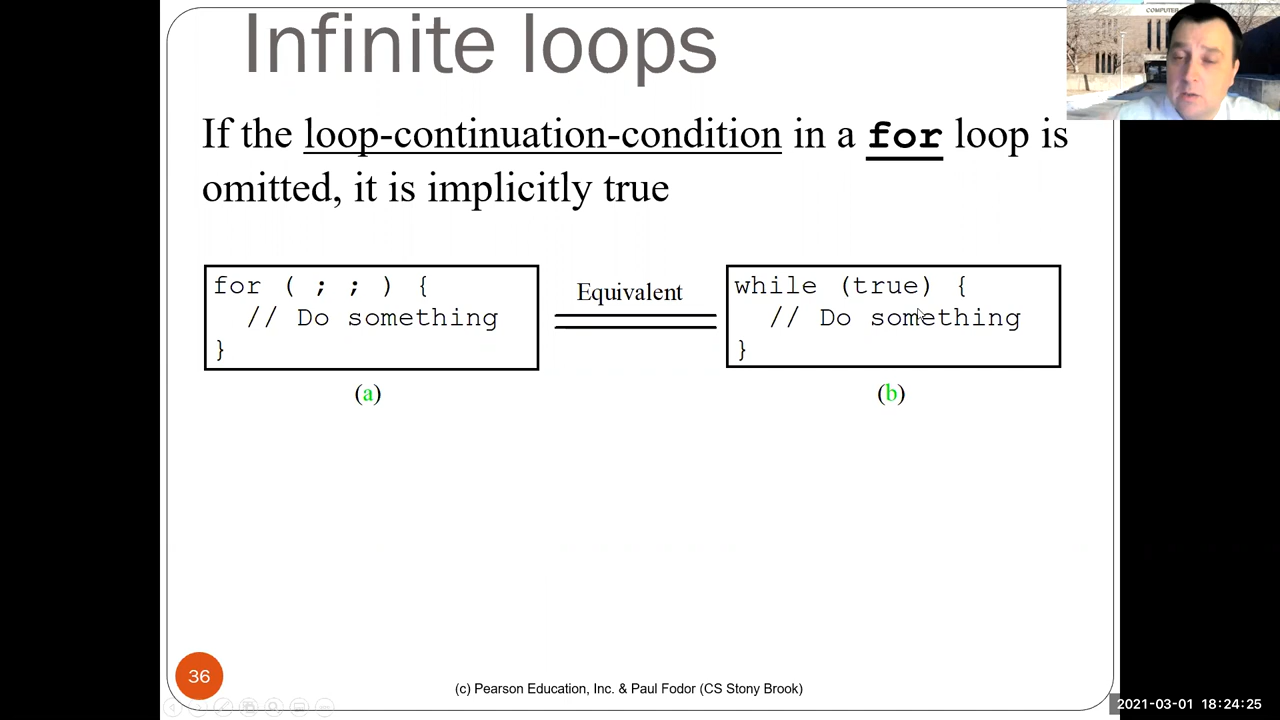 Infinite loops
COMPUTER
If the loop-continuation-condition in a for loop is
omitted, it is implicitly true
for ( ; ; ) {
// Do something
}
(a)
Equivalent
while (true) {
// Do something
}
(b)
36
(c) Pearson Education, Inc. & Paul Fodor (CS Stony Brook)
2021-03-01 18:24:25